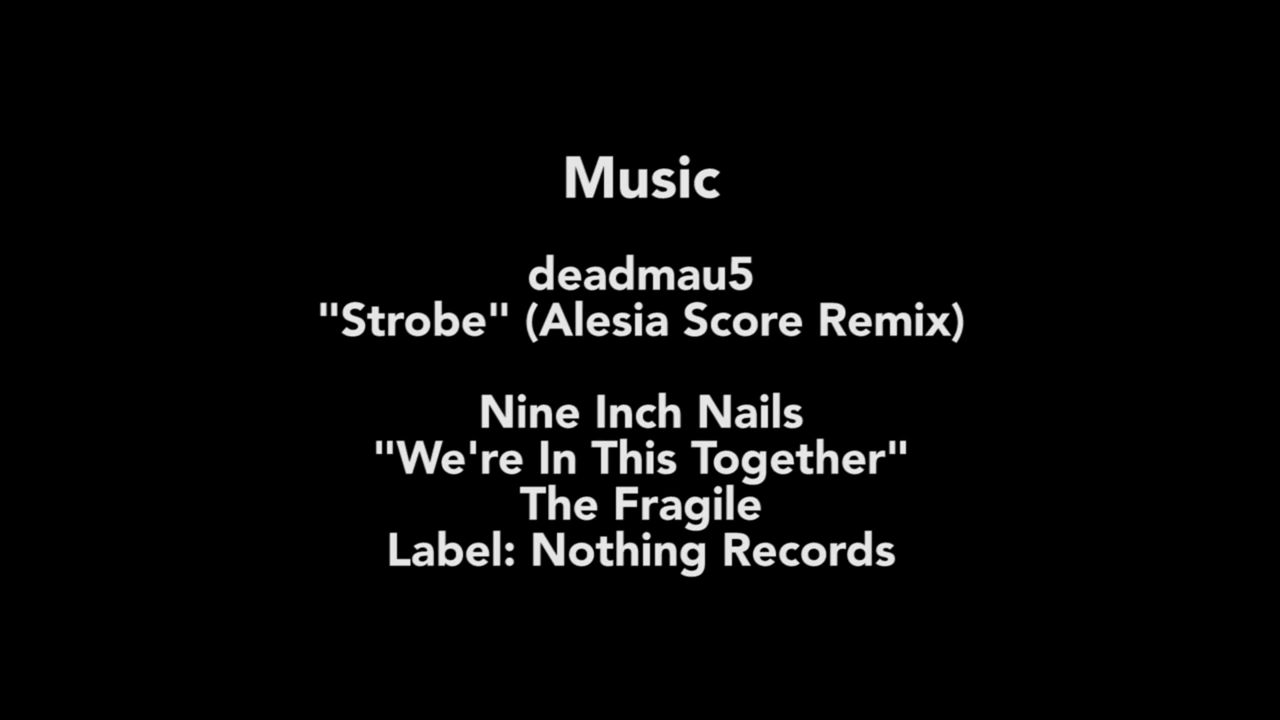 Music
deadmau5
"Strobe" (Alesia Score Remix)
Nine Inch Nails
"We're In This Together"
The Fragile
Label: Nothing Records